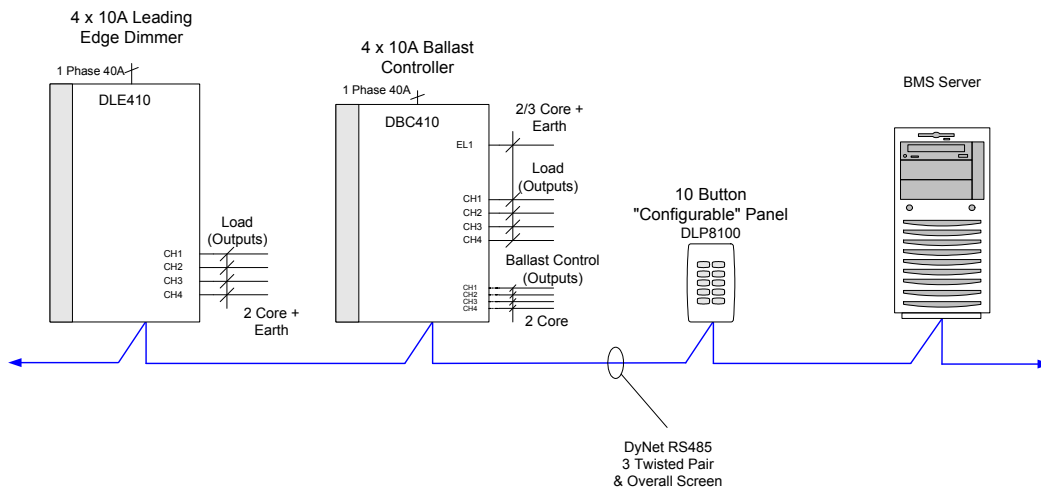 4 x 10A Leading
Edge Dimmer
1 Phase 40A
DLE410
Load
(Outputs)
CH1
CH2
CH3
CH4
2 Core +
Earth
4 x 10A Ballast
Controller
1 Phase 40A
DBC410
2/3 Core +
Earth
EL1
Load
(Outputs)
CH1
CH2
CH3
CH4
Ballast Control
(Outputs)
CH1
CH2
CH3
CH4
2 Core
10 Button
"Configurable" Panel
DLP8100
BMS Server
DyNet RS485
3 Twisted Pair
& Overall Screen